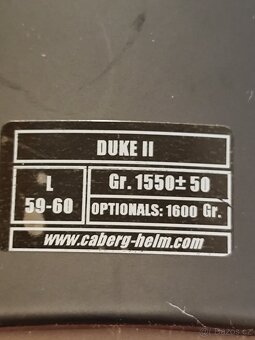 DUKE II
L
59-60
Gr. 1550± 50
OPTIONALS: 1600 Gr.
www.caberg-helm.com